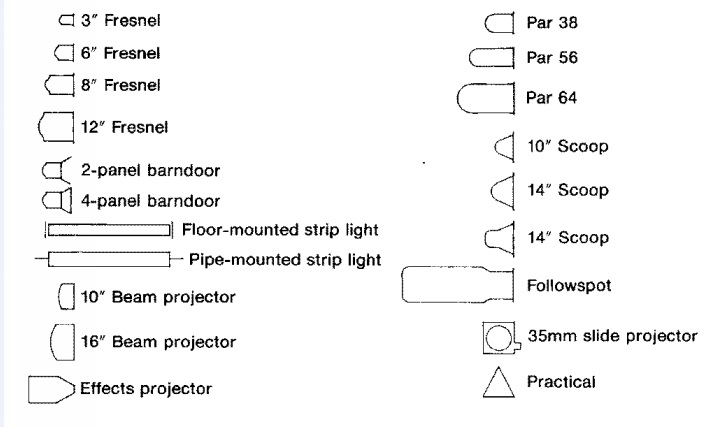 3″ Fresnel
6″ Fresnel
8″ Fresnel
12″ Fresnel
2-panel barndoor
4-panel barndoor
Floor-mounted strip light
Pipe-mounted strip light
10″ Beam projector
16″ Beam projector
Effects projector
Par 38
Par 56
Par 64
10″ Scoop
14″ Scoop
14″ Scoop
Followspot
35mm slide projector
Practical